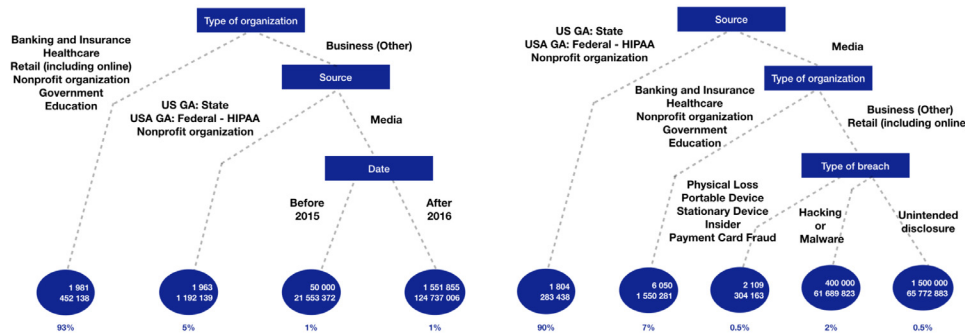 Type of organization
Banking and Insurance
Healthcare
Retail (including online)
Nonprofit organization
Government
Education
Business (Other)
Source
US GA: State
USA GA: Federal - HIPAA
Nonprofit organization
Media
Date
Before
2015
After
2016
1 981
452 138
1 963
1 192 139
50 000
21 553 372
1 551 855
124 737 006
93%
5%
1%
1%
Source
US GA: State
USA GA: Federal - HIPAA
Nonprofit organization
Media
Type of organization
Banking and Insurance
Healthcare
Nonprofit organization
Government
Education
Business (Other)
Retail (including online
Type of breach
Physical Loss
Portable Device
Stationary Device
Insider
Payment Card Fraud
Hacking
or
Malware
Unintended
disclosure
1 804
283 438
6 050
1 550 281
2 109
304 163
400 000
61 689 823
1 500 000
65 772 883
90%
7%
0.5%
2%
0.5%